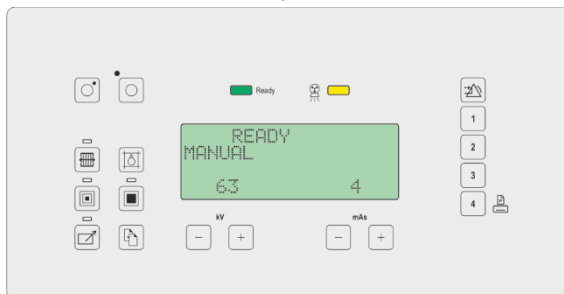 Ready
READY
MANUAL
63 4
kV mAs
- + - +
1
2
3
4